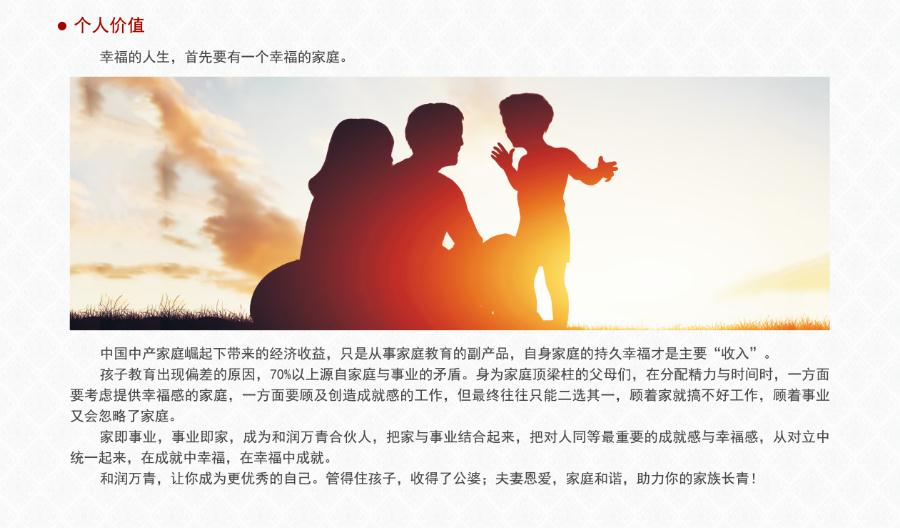 ● 个人价值
幸福的人生，首先要有一个幸福的家庭。
中国中产家庭崛起下带来的经济收益，只是从事家庭教育的副产品，自身家庭的持久幸福才是主要“收入”。
孩子教育出现偏差的原因，70%以上源自家庭与事业的矛盾。身为家庭顶梁柱的父母们，在分配精力与时间时，一方面
要考虑提供幸福感的家庭，一方面要顾及创造成就感的工作，但最终往往只能二选其一，顾着家就搞不好工作，顾着事业
又会忽略了家庭。
家即事业，事业即家，成为和润万青合伙人，把家与事业结合起来，把对人同等最重要的成就感与幸福感，从对立中
统一起来，在成就中幸福，在幸福中成就。
和润万青，让你成为更优秀的自己。管得住孩子，收得了公婆；夫妻恩爱，家庭和谐，助力你的家族长青！